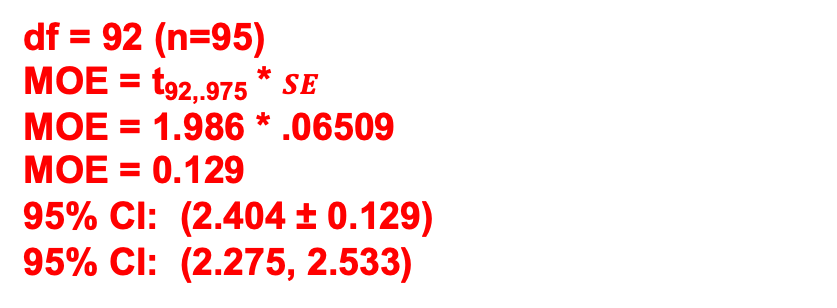 df = 92 (n=95)
MOE = t92,.975 * SE
MOE = 1.986 * .06509
MOE = 0.129
95% CI:  (2.404 ± 0.129)
95% CI:  (2.275, 2.533)